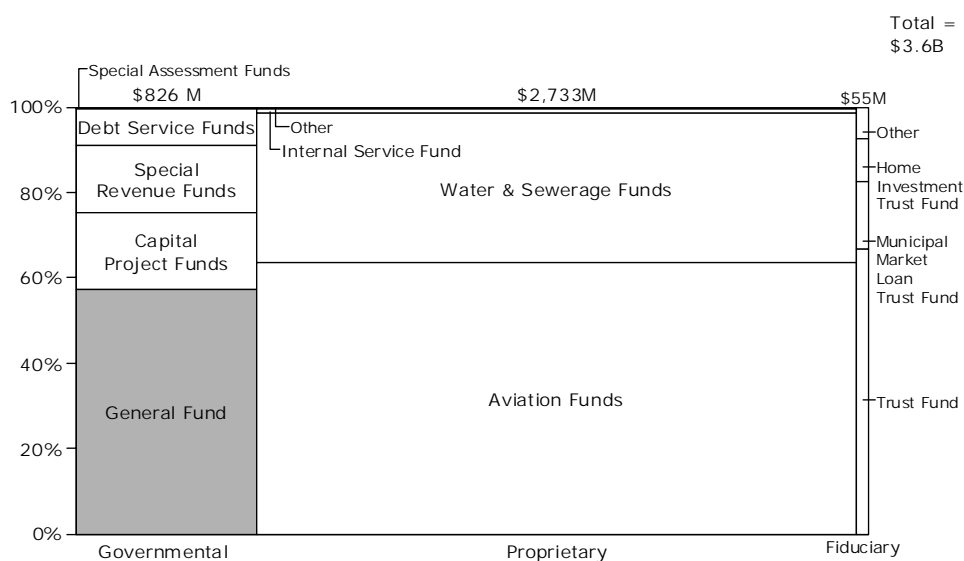 Total =
$3.6B
Special Assessment Funds
$826 M
$2,733M
$55M
100%
Debt Service Funds
Other
Other
Internal Service Fund
Special
Revenue Funds
Home
Investment
Trust Fund
80%
Water & Sewerage Funds
Capital
Project Funds
Municipal
Market
Loan
Trust Fund
60%
40%
General Fund
Aviation Funds
Trust Fund
20%
0%
Governmental
Proprietary
Fiduciary